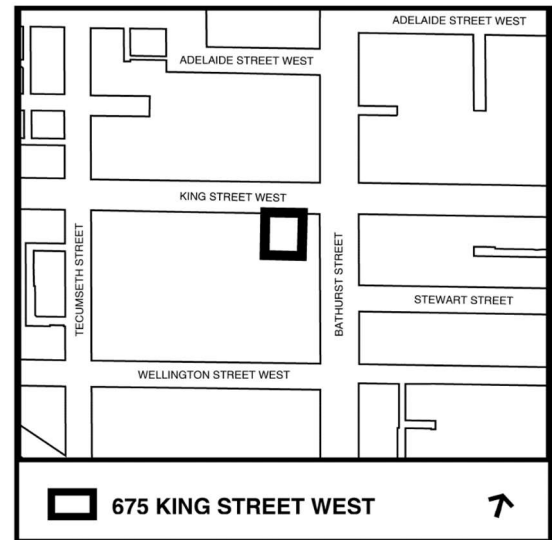 ADELAIDE STREET WEST
ADELAIDE STREET WEST
KING STREET WEST
TECUMSETH STREET
BATHURST STREET
STEWART STREET
WELLINGTON STREET WEST
675 KING STREET WEST